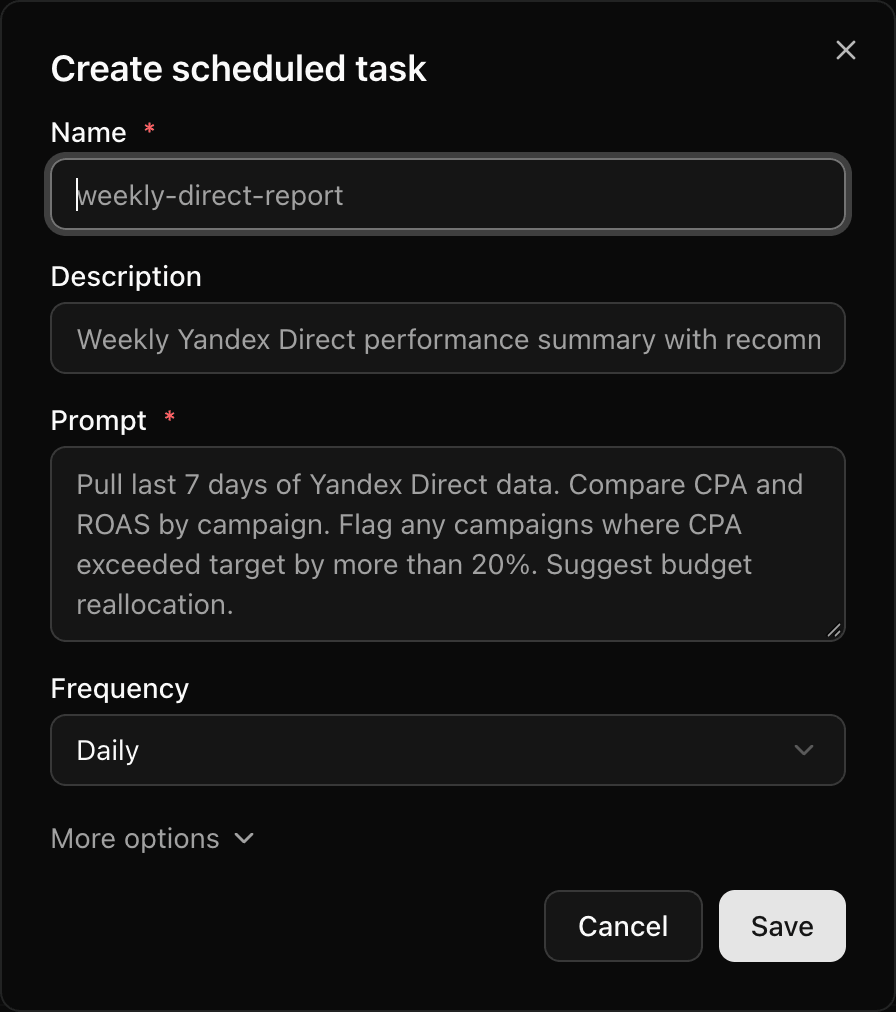 Create scheduled task
Name *
weekly-direct-report
Description
Weekly Yandex Direct performance summary with recomn
Prompt *
Pull last 7 days of Yandex Direct data. Compare CPA and
ROAS by campaign. Flag any campaigns where CPA
exceeded target by more than 20%. Suggest budget
reallocation.
Frequency
Daily
More options
Cancel
Save